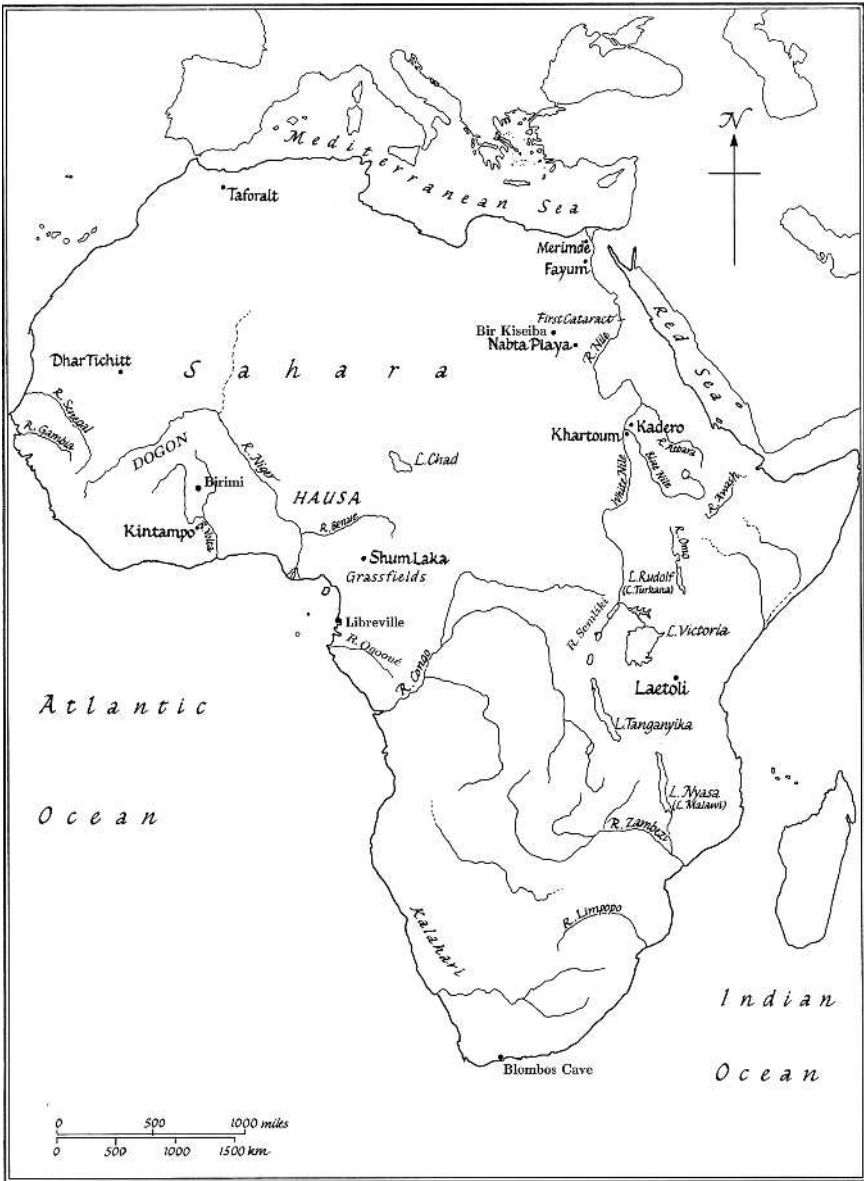 N
Mediterranean Sea
Taforalt
Merimde
Fayum
Red Sea
First Cataract
Bir Kiseiba
Nabta Playa
R. Nile
Dhar Tichitt
Sahara
R. Senegal
R. Gambia
DOGON
R. Niger
L. Chad
Khartoum
Kadero
R. Atbara
Blue Nile
White Nile
R. Awash
Birimi
HAUSA
Kintampo
R. Volta
R. Benue
Shum Laka
Grassfields
R. Omo
L. Rudolf
(L. Turkana)
Libreville
R. Semliki
L. Victoria
R. Ogooué
R. Congo
Laetoli
Atlantic
Ocean
L. Tanganyika
L. Nyasa
(L. Malawi)
R. Zambezi
R. Limpopo
Kalahari
Indian
Ocean
Blombos Cave
0 500 1000 miles
0 500 1000 1500 km